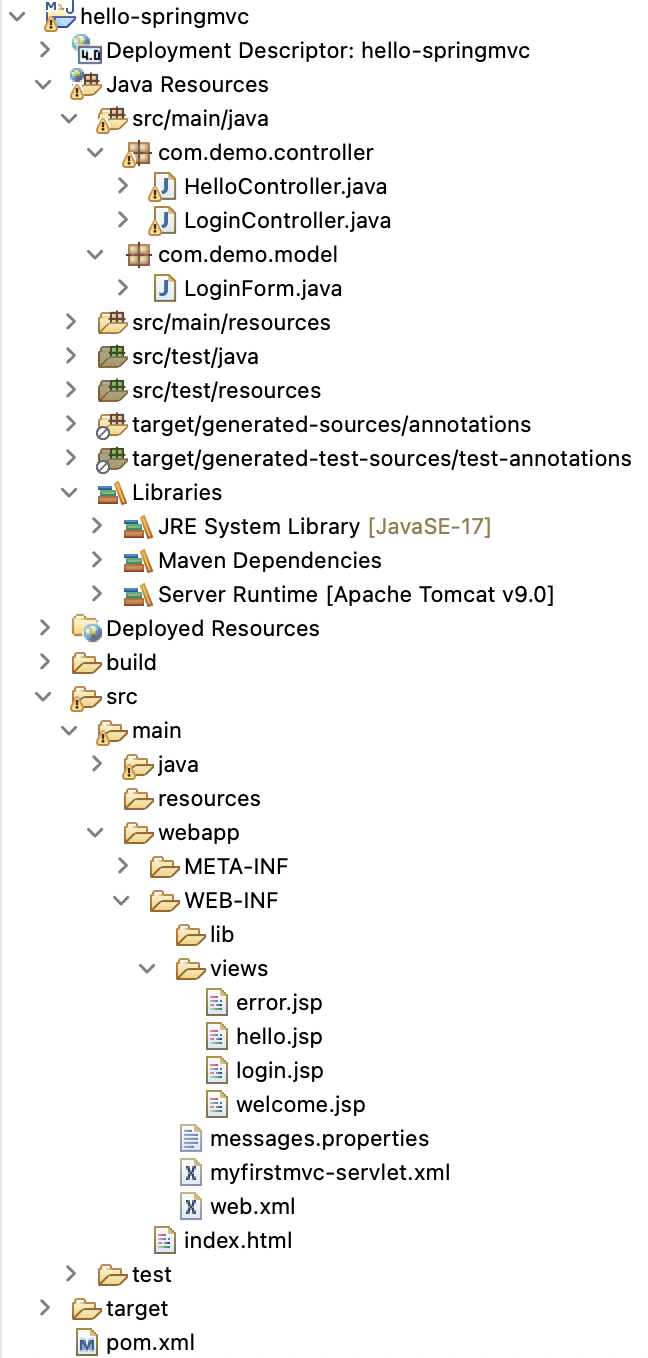 hello-springmvc
Deployment Descriptor: hello-springmvc
Java Resources
src/main/java
com.demo.controller
HelloController.java
LoginController.java
com.demo.model
LoginForm.java
src/main/resources
src/test/java
src/test/resources
target/generated-sources/annotations
target/generated-test-sources/test-annotations
Libraries
JRE System Library [JavaSE-17]
Maven Dependencies
Server Runtime [Apache Tomcat v9.0]
Deployed Resources
build
src
main
java
resources
webapp
META-INF
WEB-INF
lib
views
error.jsp
hello.jsp
login.jsp
welcome.jsp
messages.properties
myfirstmvc-servlet.xml
web.xml
index.html
test
target
pom.xml